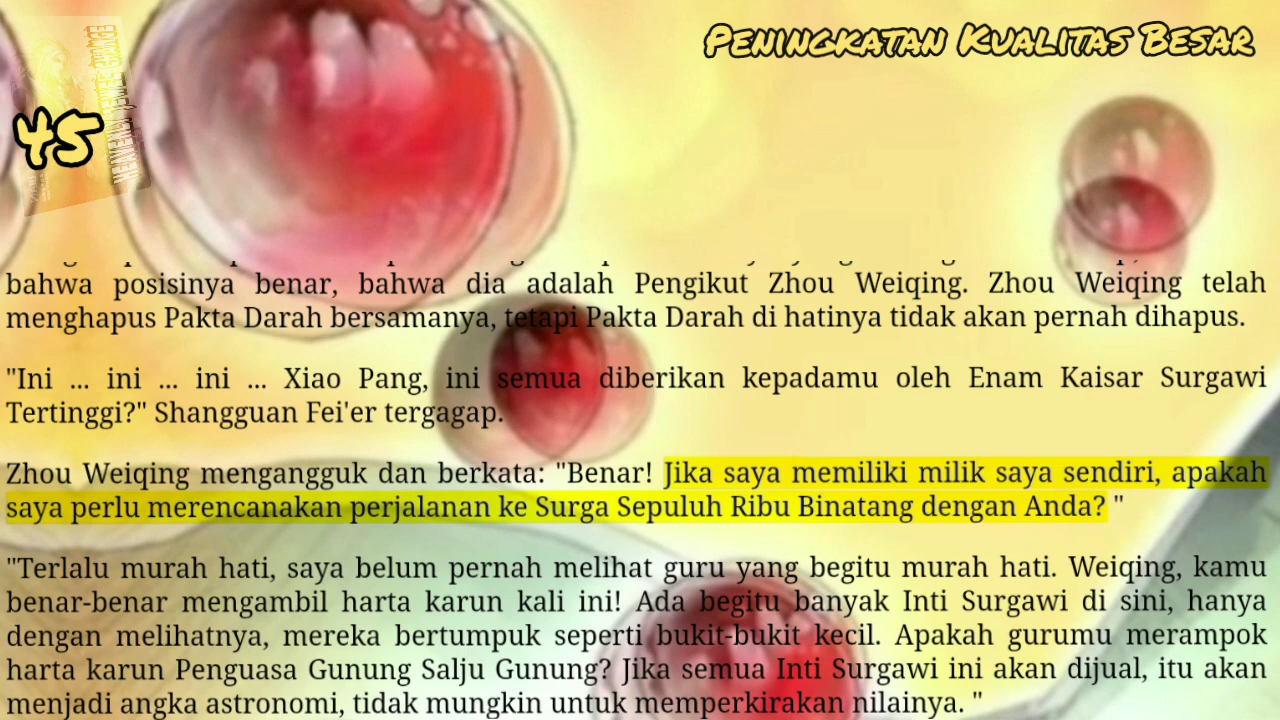 PENINGKATAN KUALITAS BESAR
45
bahwa posisinya benar, bahwa dia adalah Pengikut Zhou Weiqing. Zhou Weiqing telah
menghapus Pakta Darah bersamanya, tetapi Pakta Darah di hatinya tidak akan pernah dihapus.
"Ini ... ini ... ini ... Xiao Pang, ini semua diberikan kepadamu oleh Enam Kaisar Surgawi
Tertinggi?" Shangguan Fei'er tergagap.
Zhou Weiqing mengangguk dan berkata: "Benar! Jika saya memiliki milik saya sendiri, apakah
saya perlu merencanakan perjalanan ke Surga Sepuluh Ribu Binatang dengan Anda? "
"Terlalu murah hati, saya belum pernah melihat guru yang begitu murah hati. Weiqing, kamu
benar-benar mengambil harta karun kali ini! Ada begitu banyak Inti Surgawi di sini, hanya
dengan melihatnya, mereka bertumpuk seperti bukit-bukit kecil. Apakah gurumu merampok
harta karun Penguasa Gunung Salju Gunung? Jika semua Inti Surgawi ini akan dijual, itu akan
menjadi angka astronomi, tidak mungkin untuk memperkirakan nilainya. "